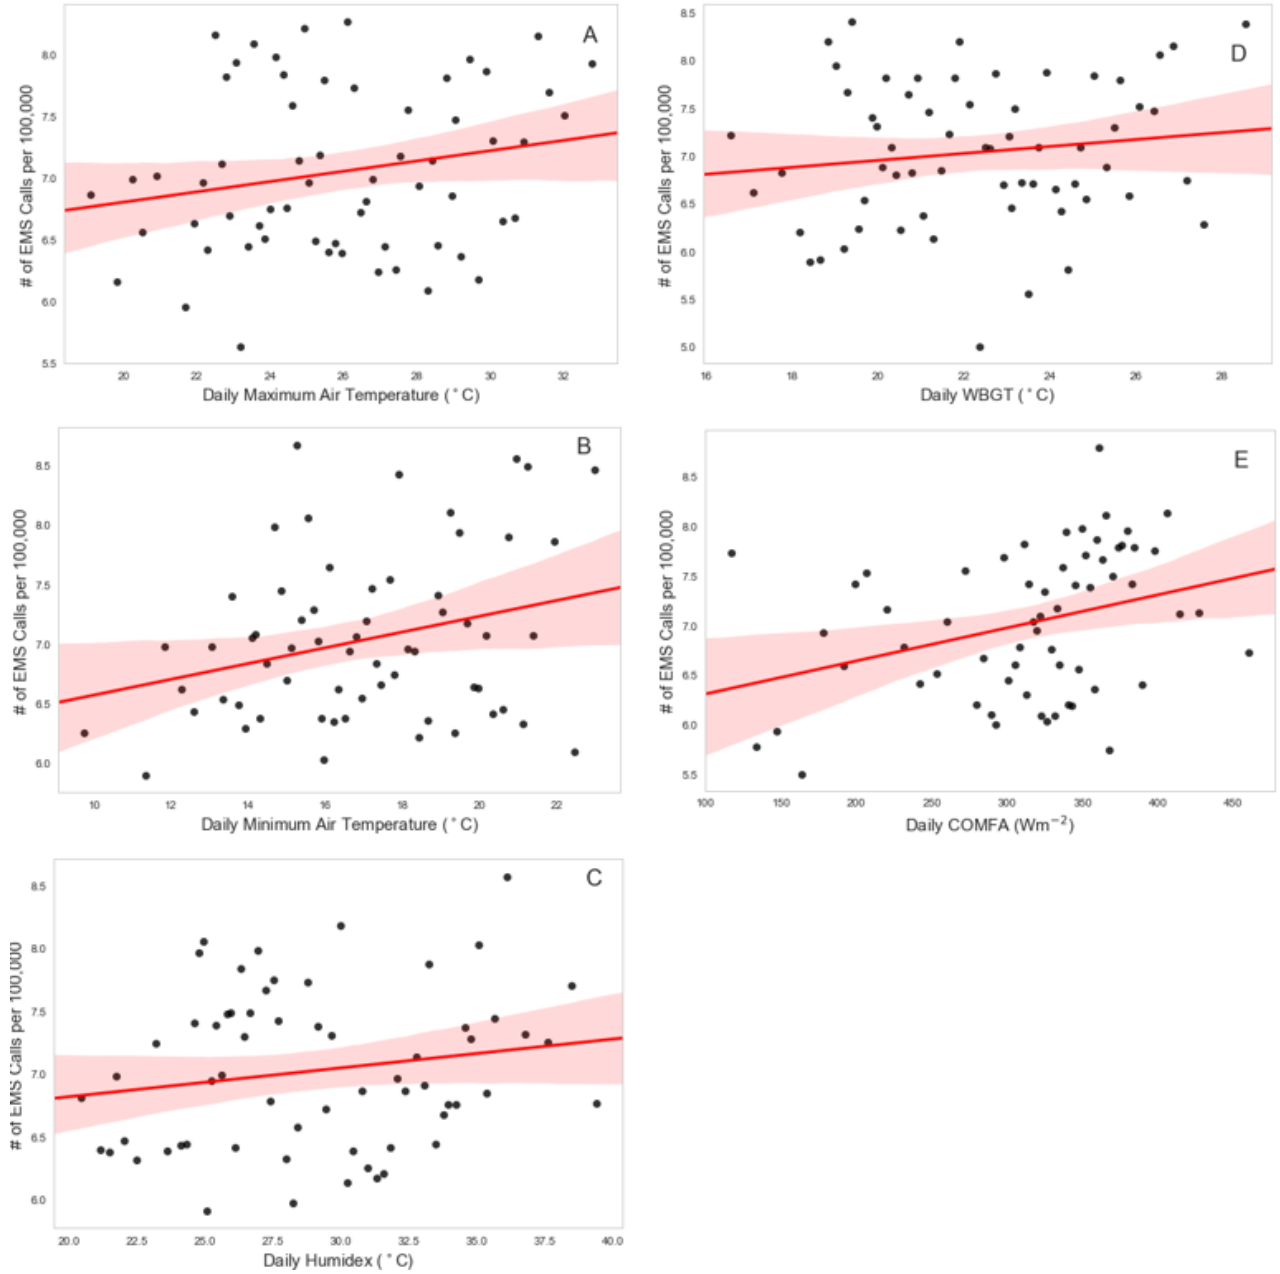 A
8.0
7.5
7.0
6.5
6.0
5.5
# of EMS Calls per 100,000
20 22 24 26 28 30 32
Daily Maximum Air Temperature (°C)
D
8.5
8.0
7.5
7.0
6.5
6.0
5.5
5.0
# of EMS Calls per 100,000
16 18 20 22 24 26 28
Daily WBGT (°C)
B
8.5
8.0
7.5
7.0
6.5
6.0
# of EMS Calls per 100,000
10 12 14 16 18 20 22
Daily Minimum Air Temperature (°C)
E
8.5
8.0
7.5
7.0
6.5
6.0
5.5
# of EMS Calls per 100,000
100 150 200 250 300 350 400 450
Daily COMFA (Wm⁻²)
C
8.5
8.0
7.5
7.0
6.5
6.0
# of EMS Calls per 100,000
20.0 22.5 25.0 27.5 30.0 32.5 35.0 37.5 40.0
Daily Humidex (°C)